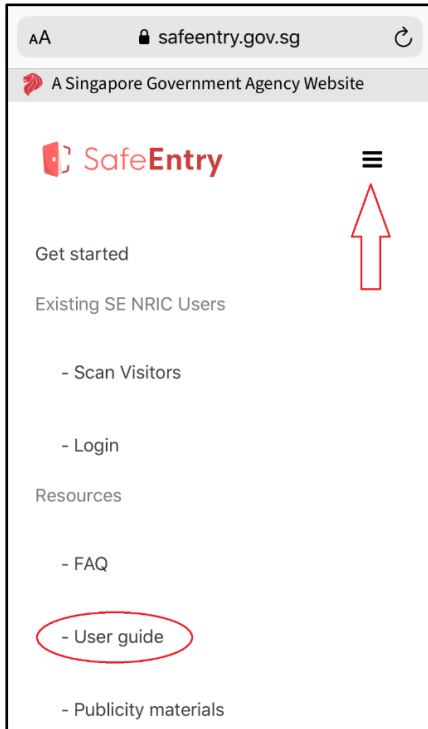 AA safeentry.gov.sg
A Singapore Government Agency Website
SafeEntry
Get started
Existing SE NRIC Users
- Scan Visitors
- Login
Resources
- FAQ
- User guide
- Publicity materials